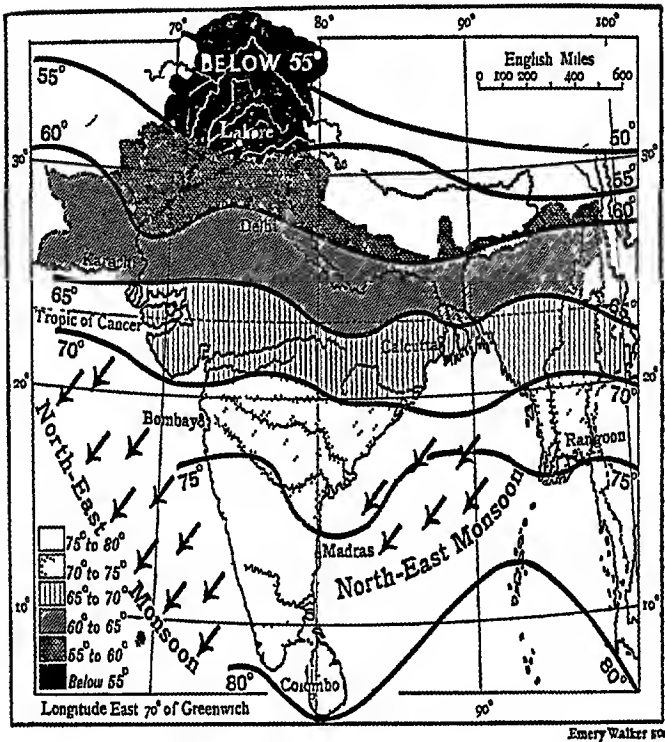 70° 80° 90° 100°
BELOW 55°
English Miles
0 100 200 400 600
55°
Lahore
50°
60°
30°
30°
55°
60°
Delhi
Karachi
65°
65°
Tropic of Cancer
Calcutta
70°
20°
20°
70°
Bombay
Rangoon
75°
75°
North-East Monsoon
Madras
North-East Monsoon
75° to 80°
70° to 75°
65° to 70°
60° to 65°
55° to 60°
Below 55°
10°
10°
80°
80°
Colombo
Longitude East 70° of Greenwich
90°
Emery Walker